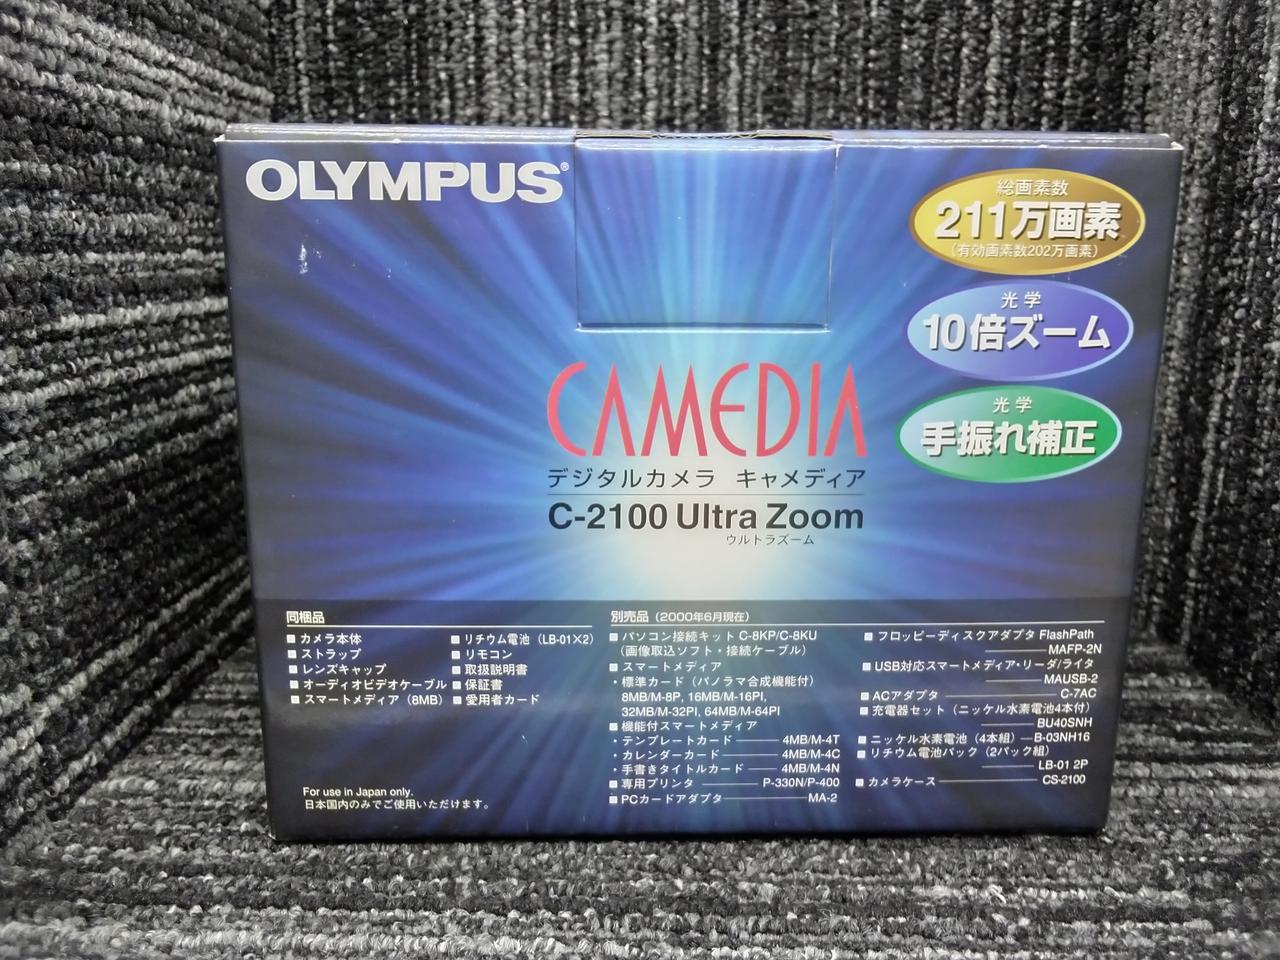 OLYMPUS®
総画素数
211万画素
(有効画素数202万画素)
光学
10倍ズーム
光学
手振れ補正
CAMEDIA
デジタルカメラ キャメディア
C-2100 Ultra Zoom
ウルトラズーム
同梱品
■ カメラ本体
■ ストラップ
■ レンズキャップ
■ オーディオビデオケーブル
■ スマートメディア (8MB)
■ リチウム電池 (LB-01×2)
■ リモコン
■ 取扱説明書
■ 保証書
■ 愛用者カード
For use in Japan only.
日本国内のみでご使用いただけます。
別売品 (2000年6月現在)
■ パソコン接続キット C-8KP/C-8KU
(画像取込ソフト・接続ケーブル)
■ スマートメディア
・標準カード (パノラマ合成機能付)
8MB/M-8P, 16MB/M-16PI,
32MB/M-32PI, 64MB/M-64PI
■ 機能付スマートメディア
・テンプレートカード 4MB/M-4T
・カレンダーカード 4MB/M-4C
・手書きタイトルカード 4MB/M-4N
■ 専用プリンタ P-330N/P-400
■ PCカードアダプタ MA-2
■ フロッピーディスクアダプタ FlashPath
MAFP-2N
■ USB対応スマートメディア・リーダ/ライタ
MAUSB-2
■ ACアダプタ C-7AC
■ 充電器セット (ニッケル水素電池4本付)
BU40SNH
■ ニッケル水素電池 (4本組) B-03NH16
■ リチウム電池パック (2パック組)
LB-01 2P
■ カメラケース CS-2100